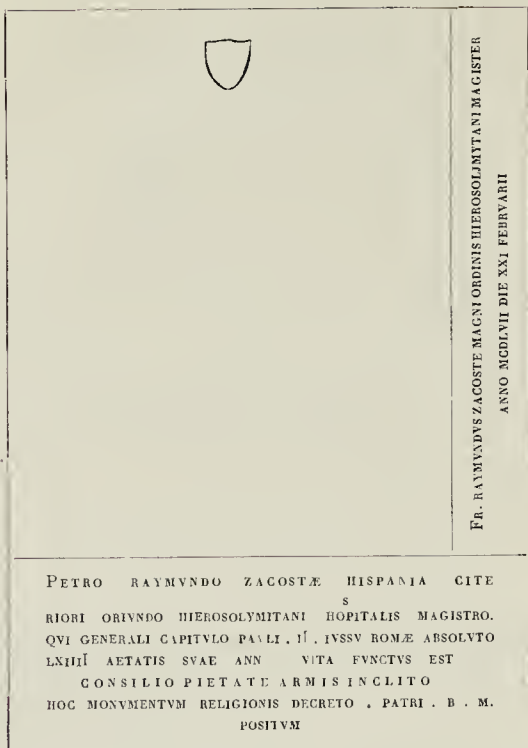 FR. RAYMVNDVS ZACOSTE MAGNI ORDINIS HIEROSOLJMYTANI MAGISTER
ANNO MCDLVII DIE XXI FEBRVARII
PETRO RAYMVNDO ZACOSTÆ HISPANIA CITE
S
RIORI ORIVNDO HIEROSOLYMITANI HOPITALIS MAGISTRO.
QVI GENERALI CAPITVLO PAVLI . II . IVSSV ROMÆ ABSOLVTO
LXIIII AETATIS SVAE ANN VITA FVNCTVS EST
CONSILIO PIETATE ARMIS INCLITO
HOC MONVMENTVM RELIGIONIS DECRETO . PATRI . B . M.
POSITVM